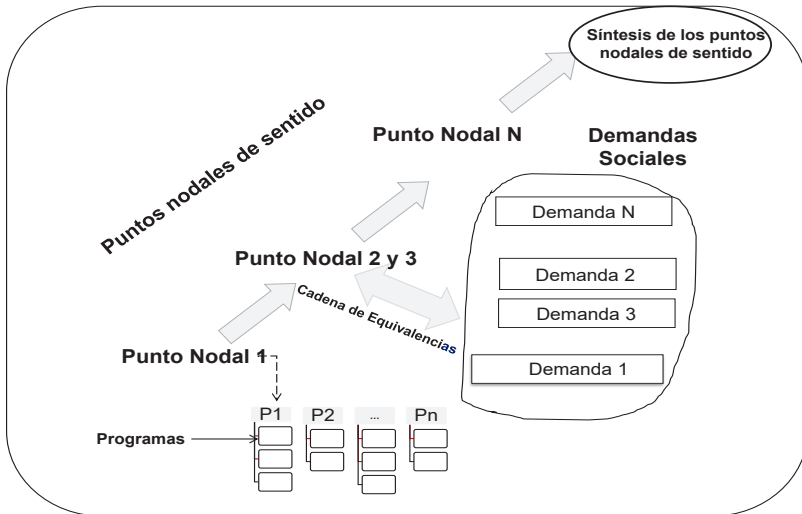 Síntesis de los puntos
nodales de sentido
Puntos nodales de sentido
Punto Nodal N
Demandas
Sociales
Demanda N
Punto Nodal 2 y 3
Demanda 2
Cadena de Equivalencias
Demanda 3
Punto Nodal 1
Demanda 1
P1 P2 ... Pn
Programas